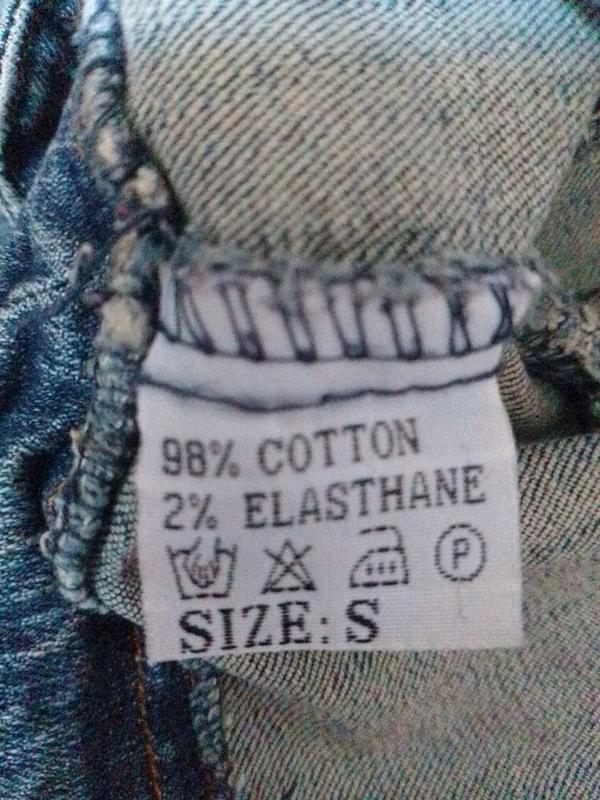 98% COTTON
2% ELASTHANE
P
SIZE: S